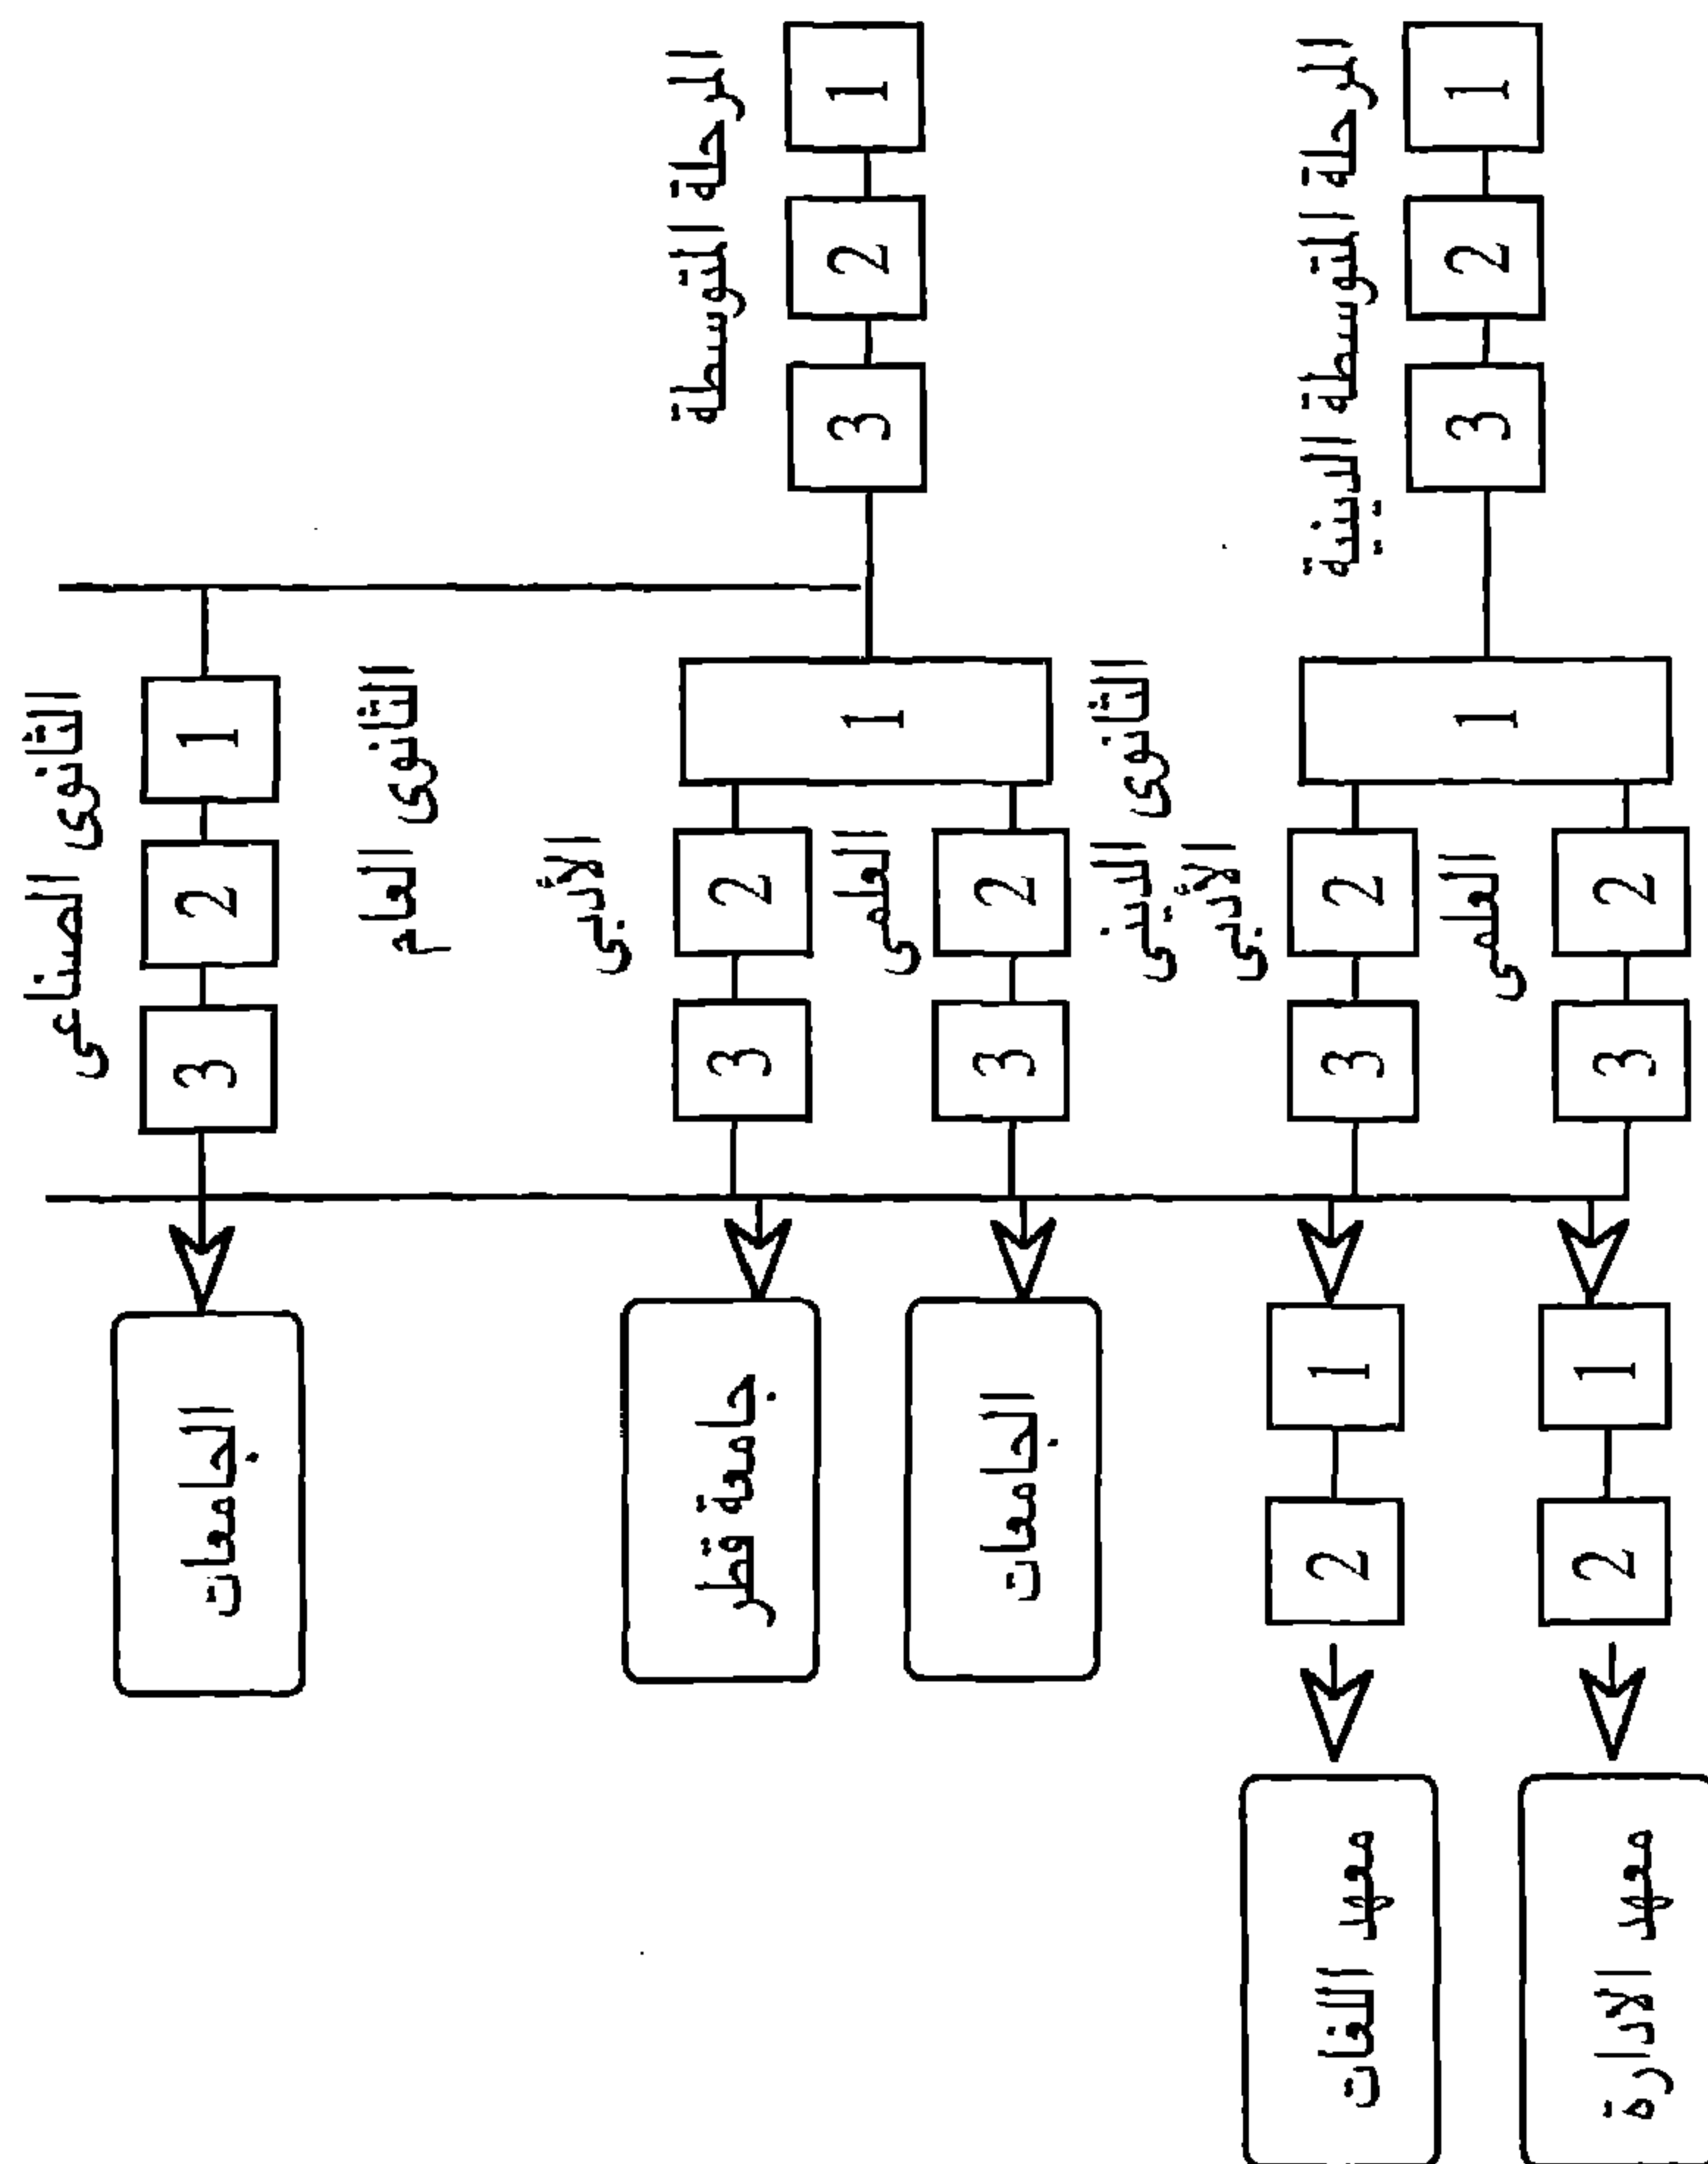 الثانوى الصناعى
1 2 3 الجامعات
الثانوى العام
الأدبى
المرحلة المتوسطة
2 3 جامعة قطر
1 2 3 1
العلمى
2 3 الجامعات
الثانوى الدينى
الأدبى
المرحلة المتوسطة الدينية
2 3 1 2 معهد اللغات
1 2 3 1
العلمى
2 3 1 2 معهد الادارة